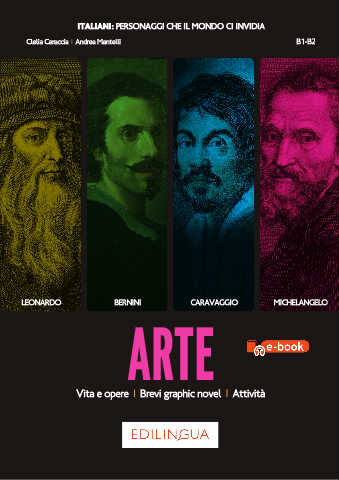 ITALIANI: PERSONAGGI CHE IL MONDO CI INVIDIA
Clelia Caraccia | Andrea Mantelli B1-B2
LEONARDO BERNINI CARAVAGGIO MICHELANGELO
ARTE
e-book
Vita e opere | Brevi graphic novel | Attività
EDILINGUA